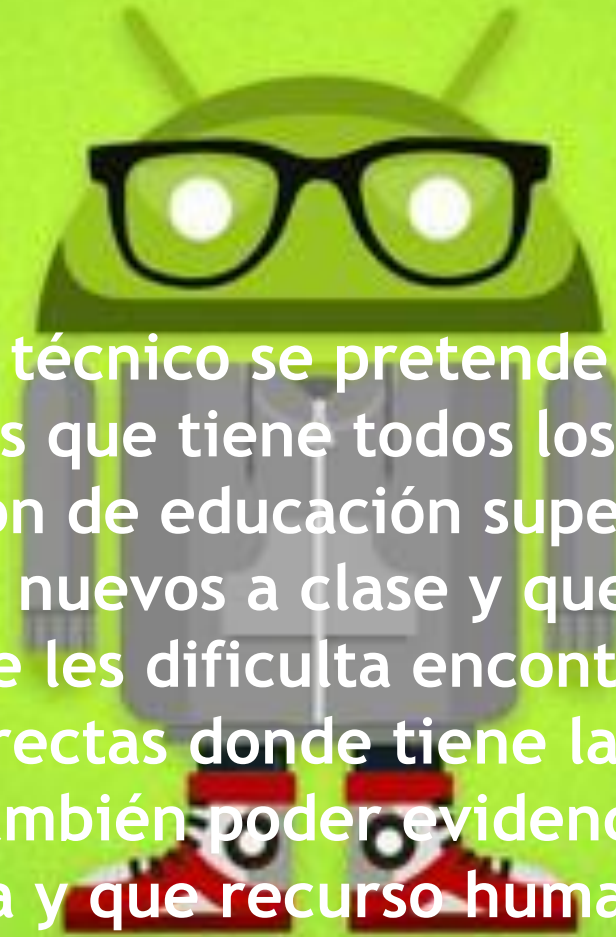 técnico se pretende
s que tiene todos los
on de educación supe
nuevos a clase y que
e les dificulta encont
rectas donde tiene la
ambién poder evidenc
a y que recurso huma